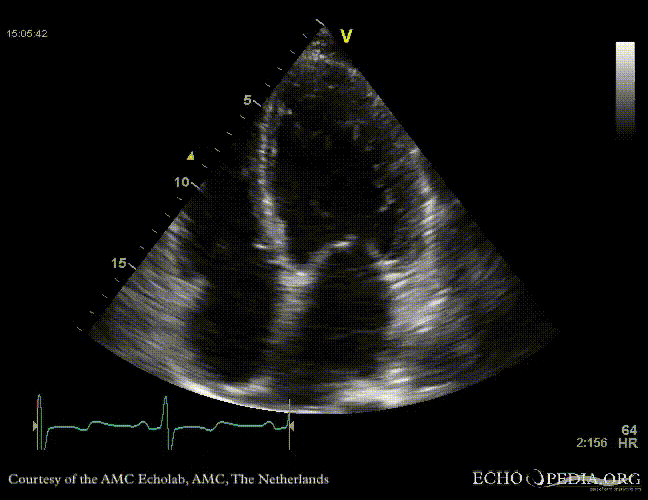 15:05:42
V
5
10
15
64
2:156 HR
Courtesy of the AMC Echolab, AMC, The Netherlands
ECHOPEDIA.ORG